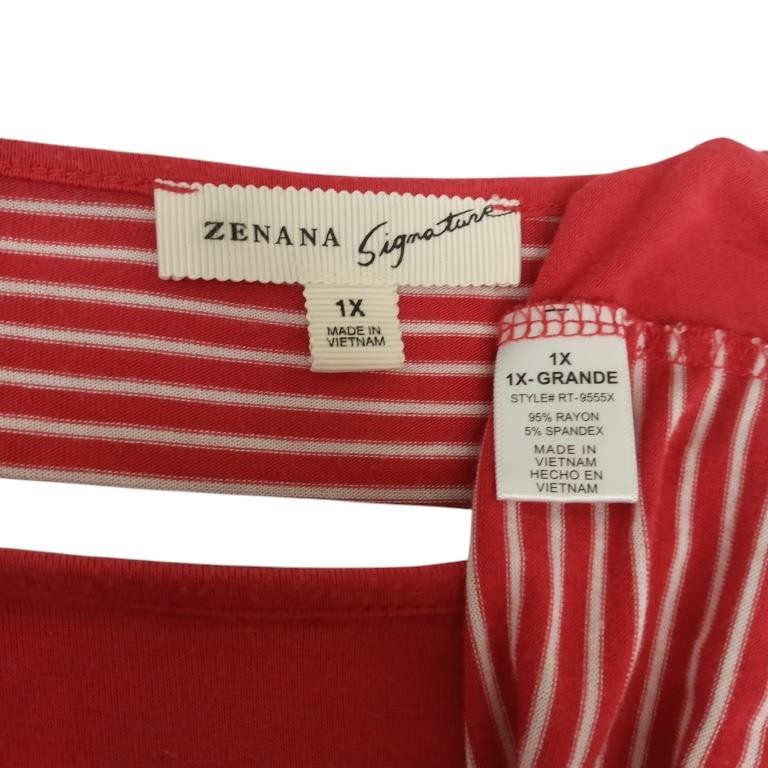 ZENANA Signature
1X
MADE IN
VIETNAM
1X
1X-GRANDE
STYLE# RT-9555X
95% RAYON
5% SPANDEX
MADE IN
VIETNAM
HECHO EN
VIETNAM